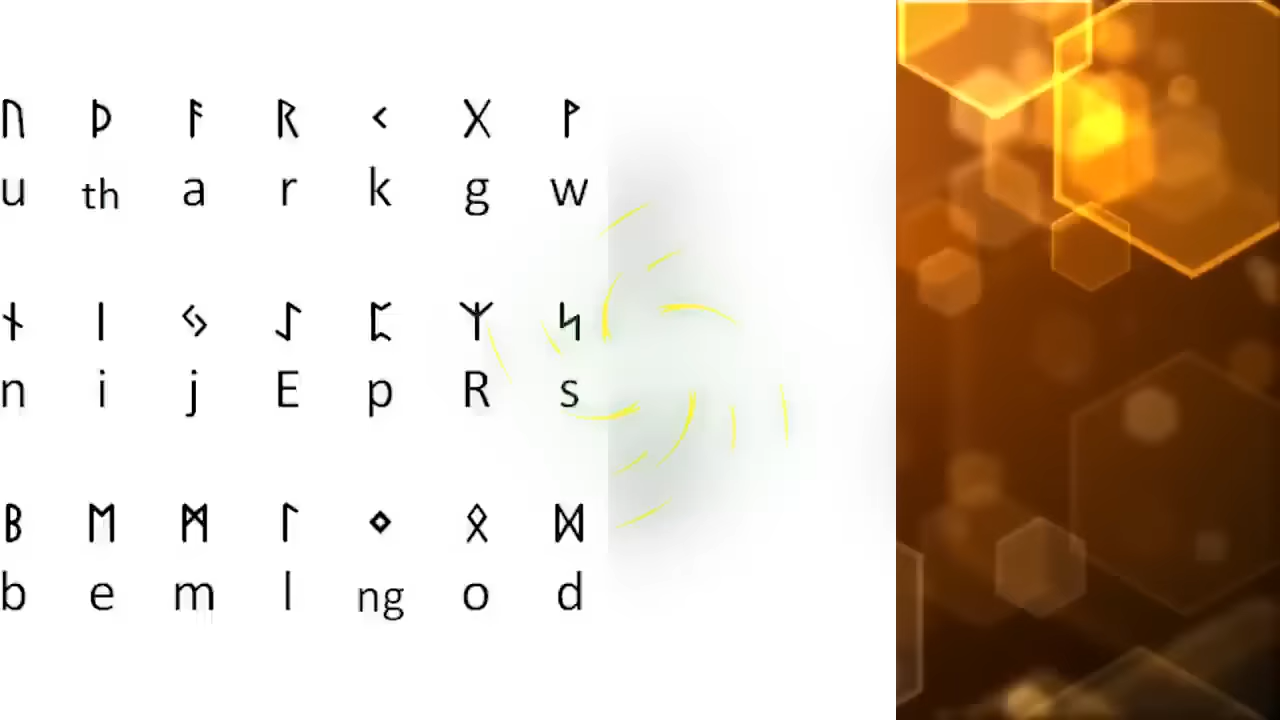 ᚢ ᚦ ᚨ ᚱ ᚲ ᚷ ᚹ
u th a r k g w
ᚾ ᛁ ᛃ ᛇ ᛈ ᛉ ᛋ
n i j E p R s
ᛒ ᛖ ᛗ ᛚ ᛜ ᛟ ᛞ
b e m l ng o d